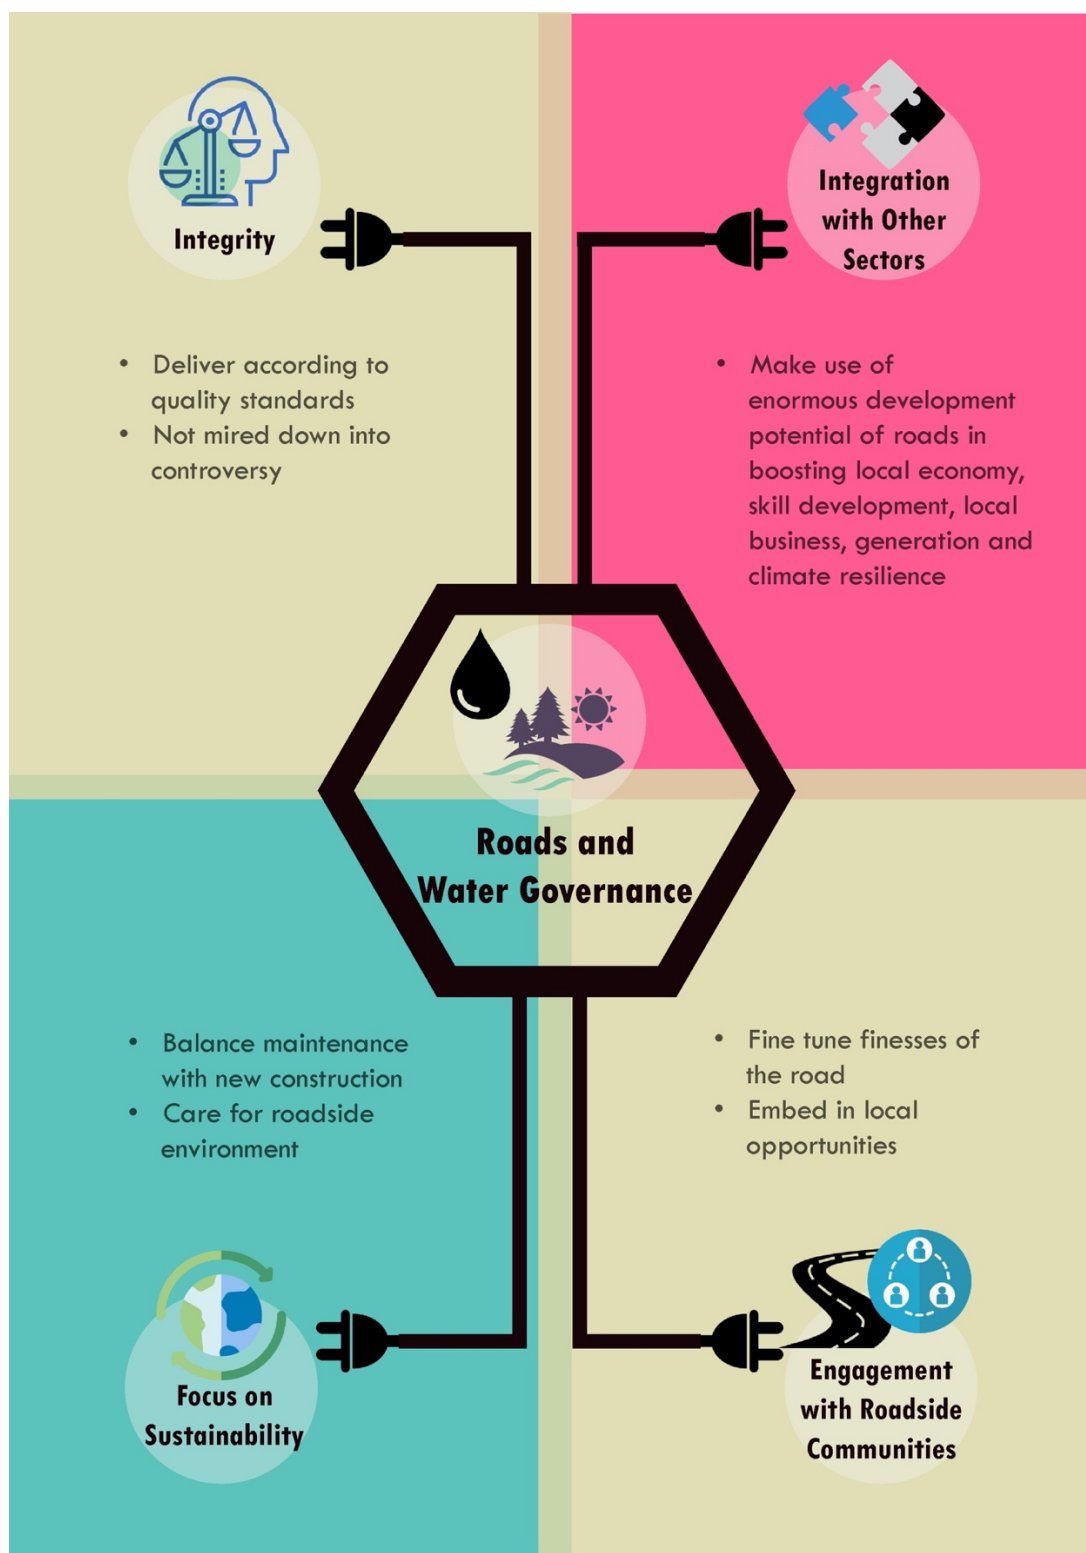 Integrity
• Deliver according to
quality standards
• Not mired down into
controversy
Integration
with Other
Sectors
• Make use of
enormous development
potential of roads in
boosting local economy,
skill development, local
business, generation and
climate resilience
Roads and
Water Governance
• Balance maintenance
with new construction
• Care for roadside
environment
Focus on
Sustainability
• Fine tune finesses of
the road
• Embed in local
opportunities
Engagement
with Roadside
Communities